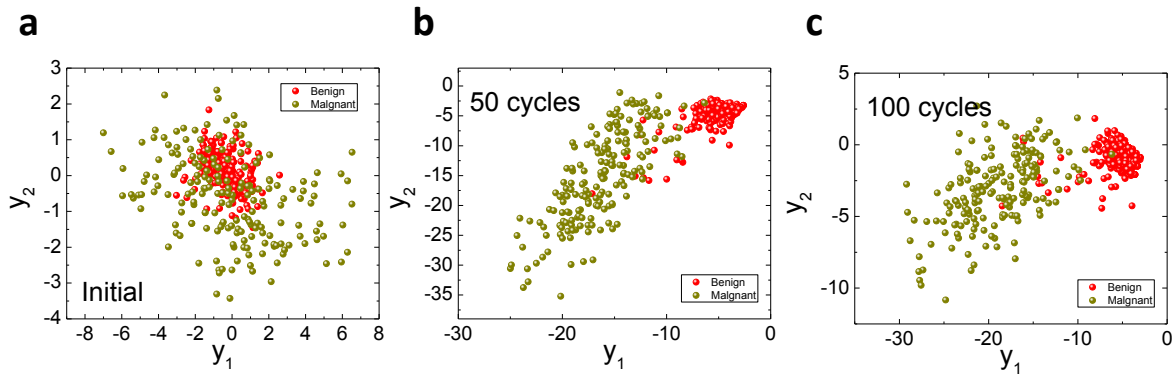 a
3
2
1
0
-1
-2
-3
-4
y2
Benign
Malgnant
Initial
-8 -6 -4 -2 0 2 4 6 8
y1
b
0
-5
-10
-15
-20
-25
-30
-35
y2
50 cycles
Benign
Malgnant
-30 -20 -10 0
y1
c
5
0
-5
-10
y2
100 cycles
Benign
Malgnant
-30 -20 -10 0
y1